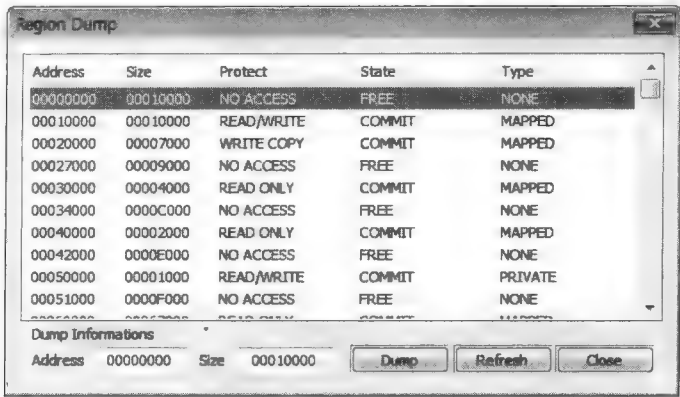 Region Dump
Address Size Protect State Type
00000000 00010000 NO ACCESS FREE NONE
00010000 00010000 READ/WRITE COMMIT MAPPED
00020000 00007000 WRITE COPY COMMIT MAPPED
00027000 00009000 NO ACCESS FREE NONE
00030000 00004000 READ ONLY COMMIT MAPPED
00034000 0000C000 NO ACCESS FREE NONE
00040000 00002000 READ ONLY COMMIT MAPPED
00042000 0000E000 NO ACCESS FREE NONE
00050000 00001000 READ/WRITE COMMIT PRIVATE
00051000 0000F000 NO ACCESS FREE NONE
Dump Informations
Address 00000000 Size 00010000 Dump Refresh Close